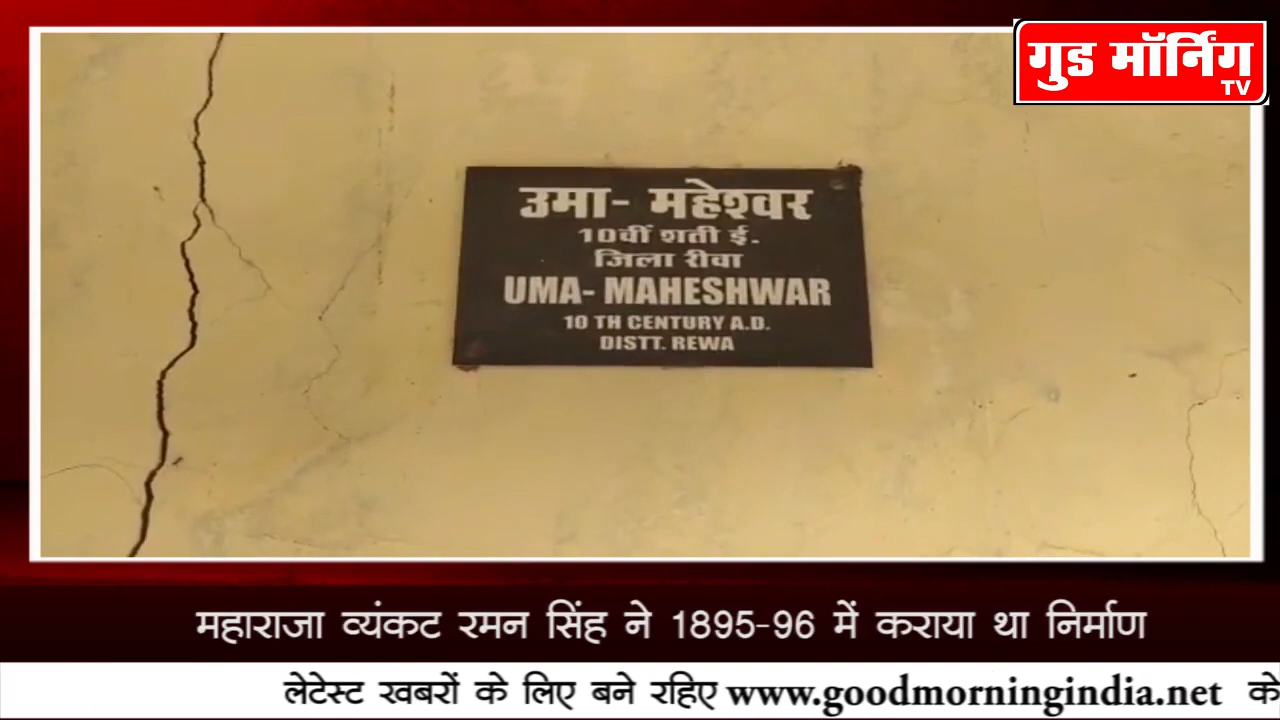 गुड मॉर्निंग
TV
उमा- महेश्वर
10वीं शती ई.
जिला रीवा
UMA- MAHESHWAR
10 TH CENTURY A.D.
DISTT. REWA
महाराजा व्यंकट रमन सिंह ने 1895-96 में कराया था निर्माण
लेटेस्ट खबरों के लिए बने रहिए www.goodmorningindia.net के